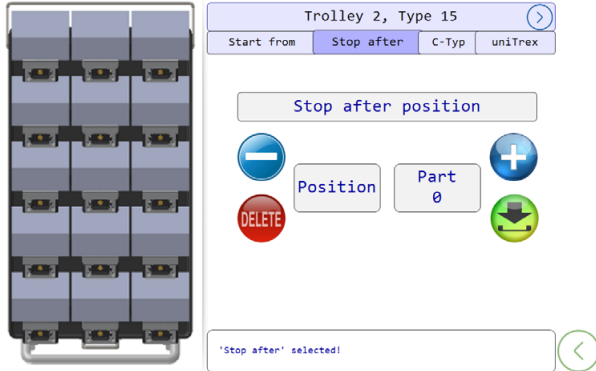 Trolley 2, Type 15
Start from Stop after C-Typ uniTrex
Stop after position
DELETE
Position
Part
0
'Stop after' selected!